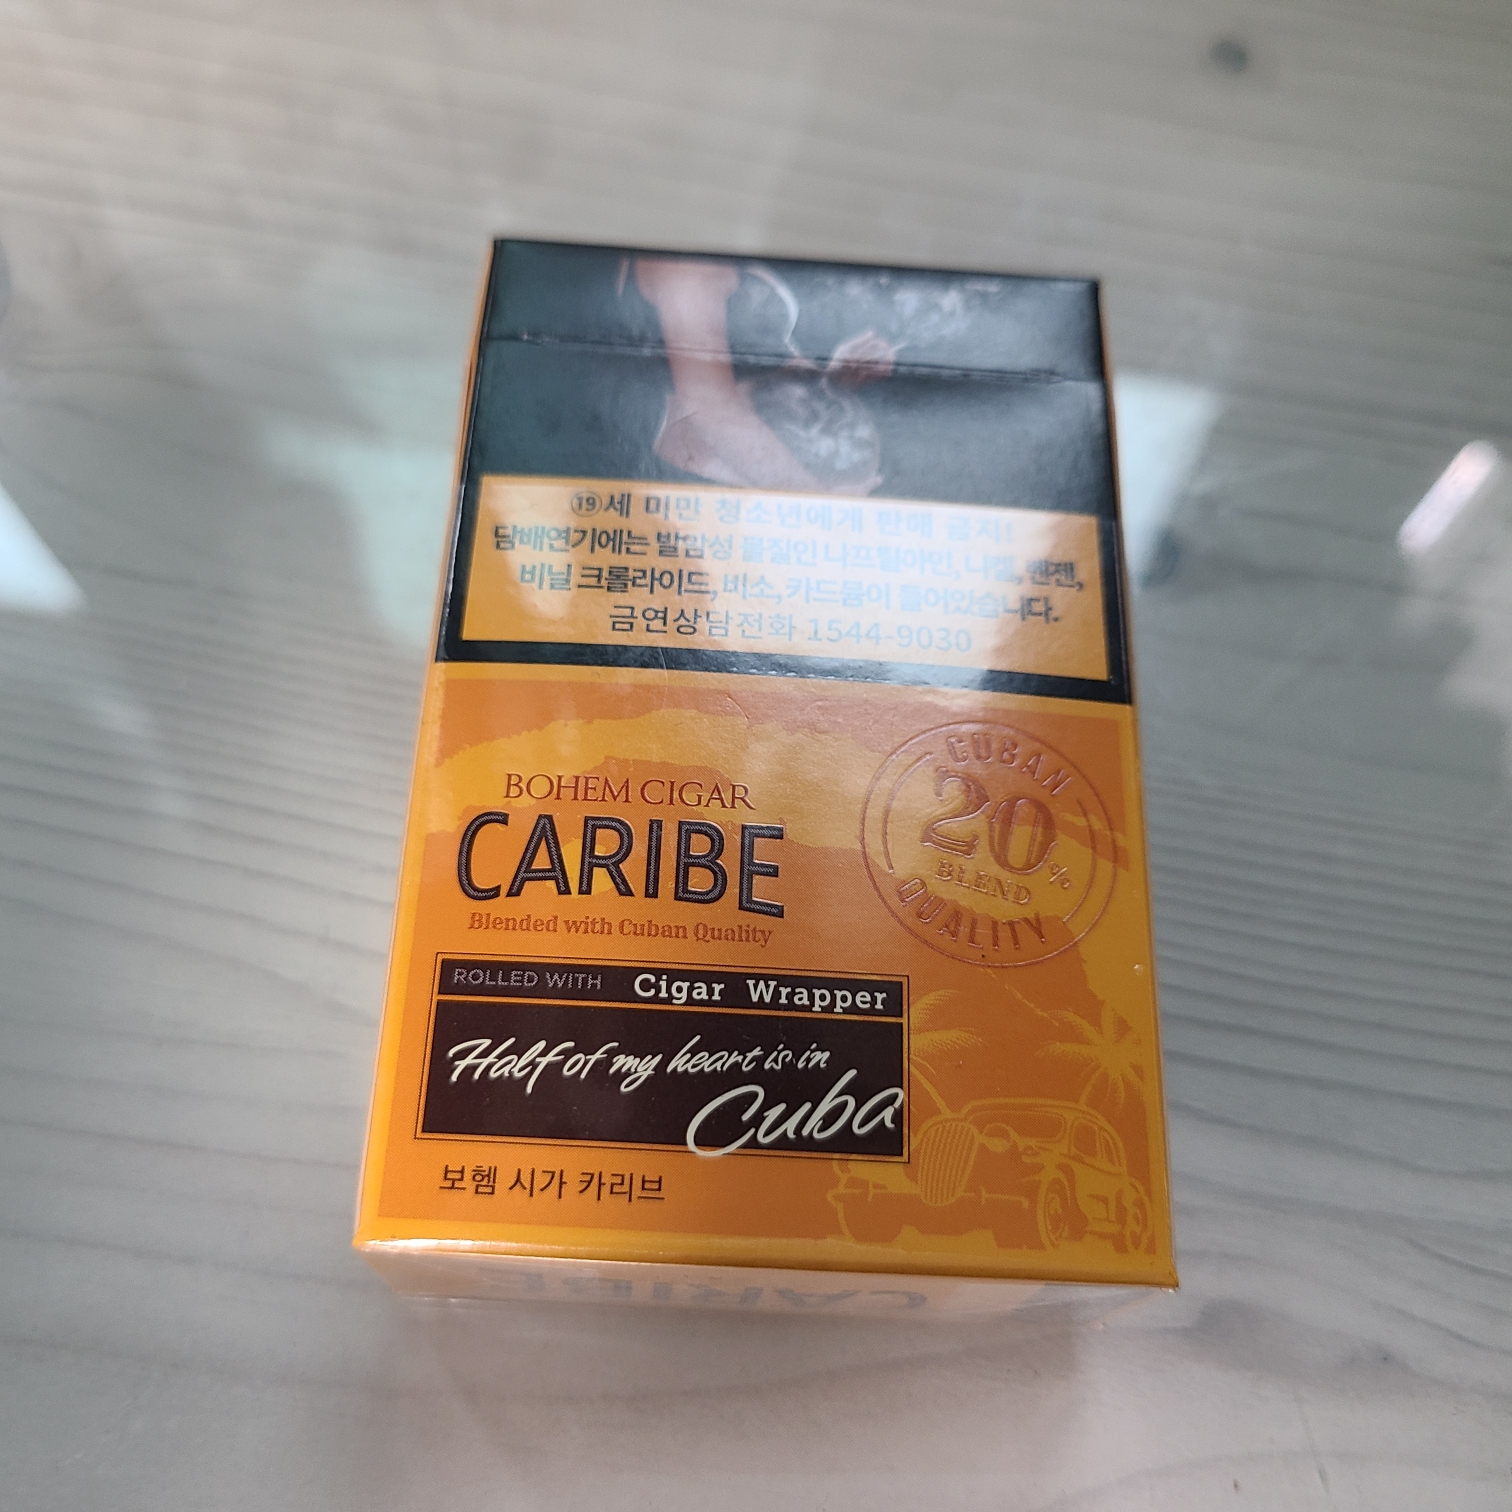 ⑲세 미만 청소년에게 판매 금지!
담배연기에는 발암성 물질인 나프틸아민, 니켈, 벤젠,
비닐 크롤라이드, 비소, 카드뮴이 들어있습니다.
금연상담전화 1544-9030
BOHEM CIGAR
CARIBE
Blended with Cuban Quality
CUBAN
20%
BLEND
QUALITY
ROLLED WITH Cigar Wrapper
Half of my heart is in
Cuba
보헴 시가 카리브
CARIBE